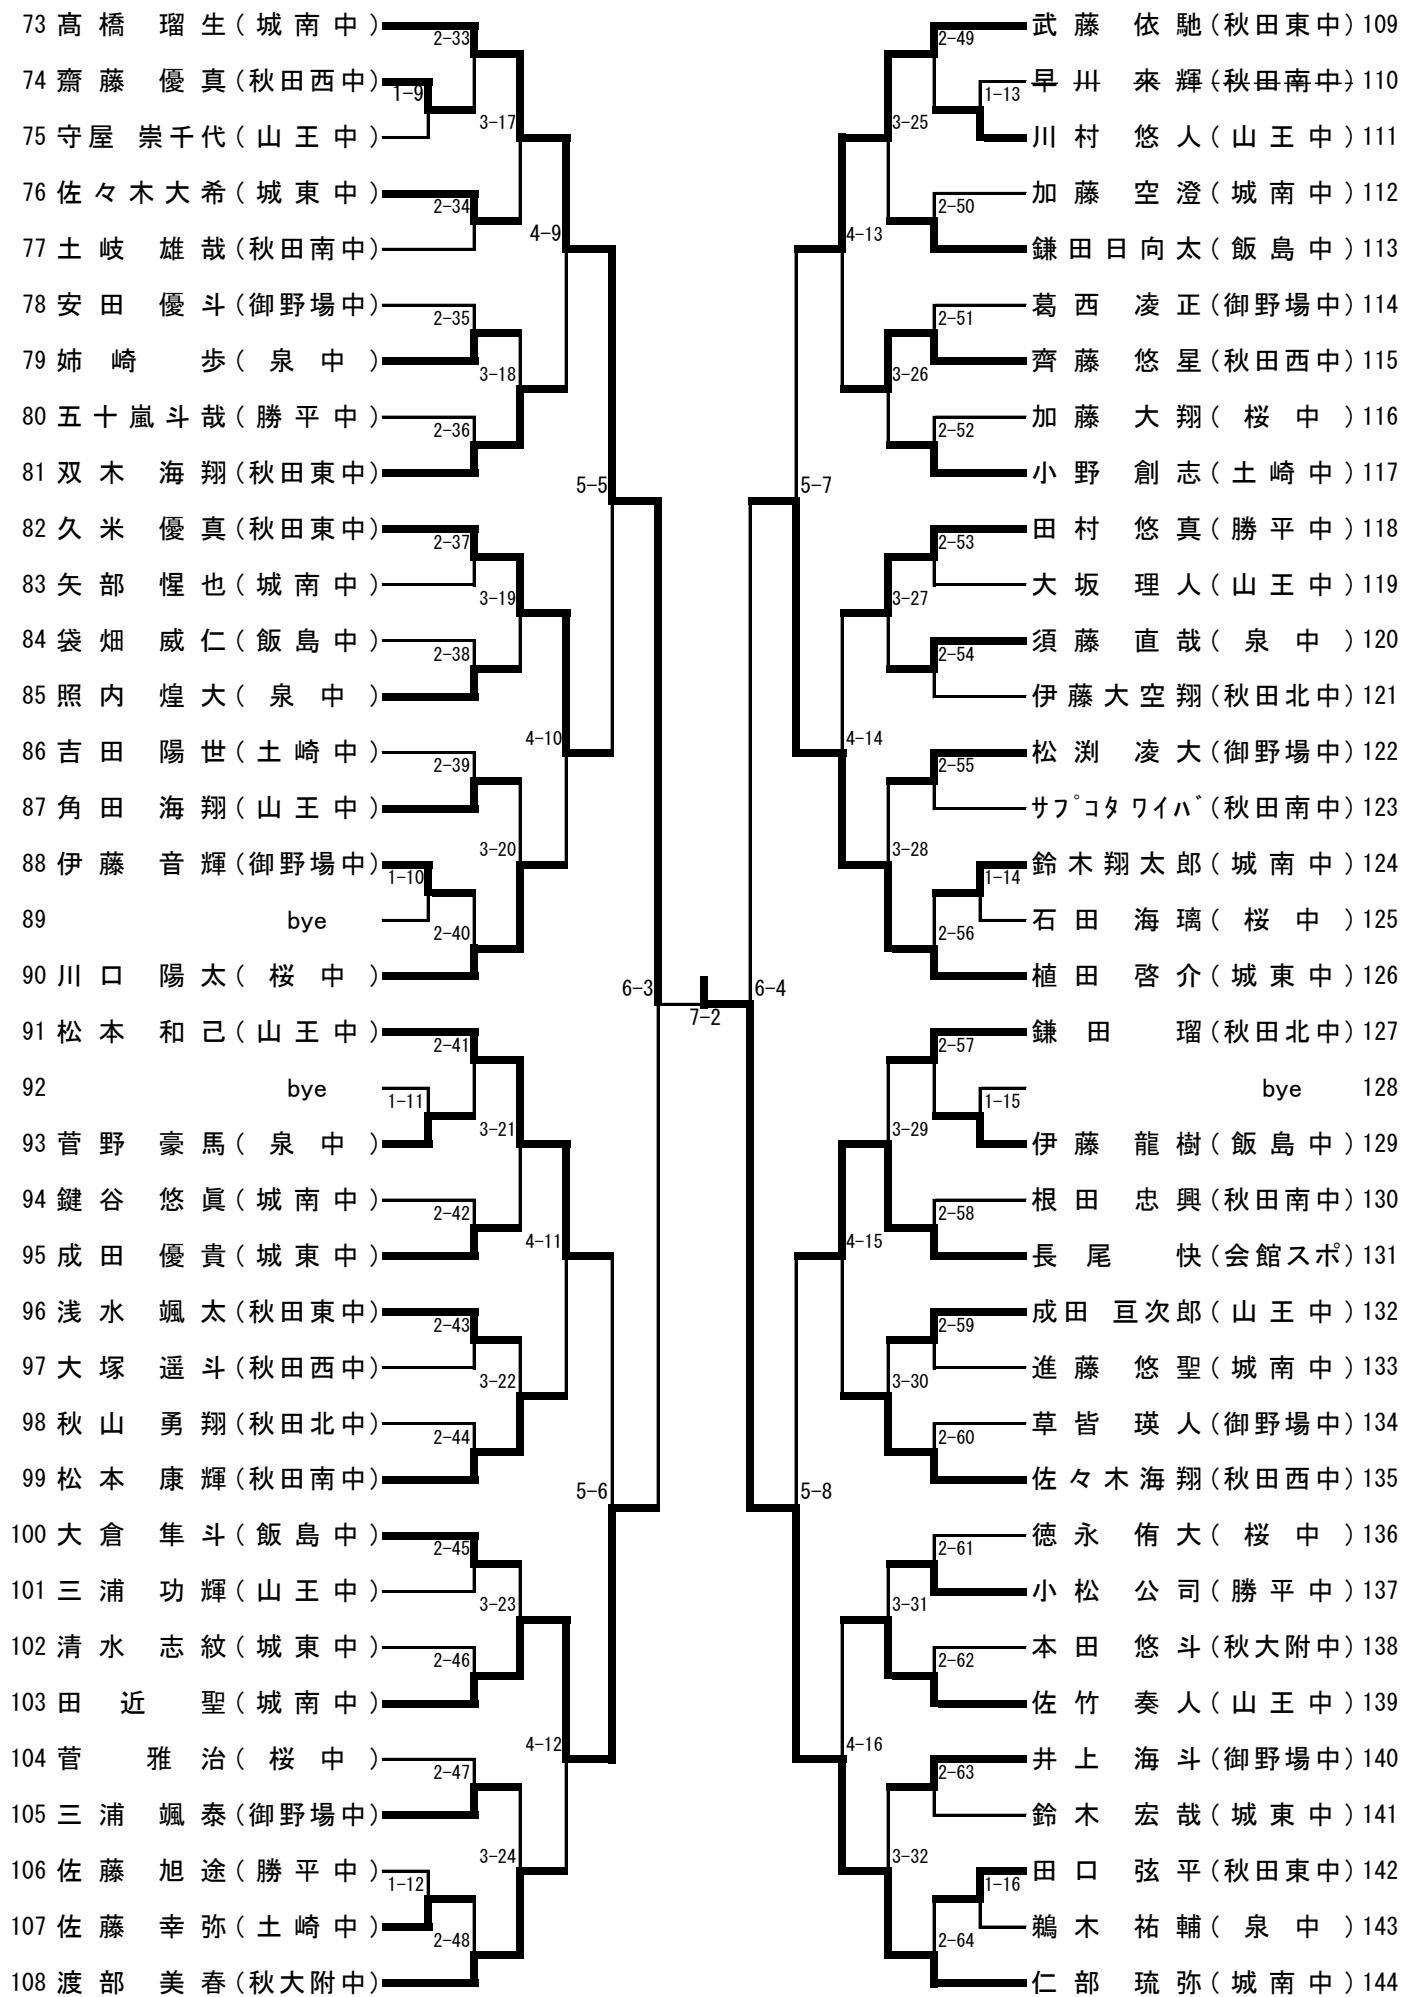 73 髙橋 瑠生(城南中)
2-33
74 齋藤 優真(秋田西中)
1-9
3-17
75 守屋 崇千代(山王中)
76 佐々木大希(城東中)
2-34
4-9
77 土岐 雄哉(秋田南中)
78 安田 優斗(御野場中)
2-35
79 姉崎 歩(泉中)
3-18
80 五十嵐斗哉(勝平中)
2-36
81 双木 海翔(秋田東中)
5-5
82 久米 優真(秋田東中)
2-37
83 矢部 惺也(城南中)
3-19
84 袋畑 威仁(飯島中)
2-38
85 照内 煌大(泉中)
4-10
86 吉田 陽世(土崎中)
2-39
87 角田 海翔(山王中)
3-20
88 伊藤 音輝(御野場中)
1-10
89 bye
2-40
90 川口 陽太(桜中)
6-3
7-2
91 松本 和己(山王中)
2-41
92 bye
1-11
3-21
93 菅野 豪馬(泉中)
94 鍵谷 悠眞(城南中)
2-42
4-11
95 成田 優貴(城東中)
96 浅水 颯太(秋田東中)
2-43
97 大塚 遥斗(秋田西中)
3-22
98 秋山 勇翔(秋田北中)
2-44
99 松本 康輝(秋田南中)
5-6
100 大倉 隼斗(飯島中)
2-45
101 三浦 功輝(山王中)
3-23
102 清水 志紋(城東中)
2-46
103 田近 聖(城南中)
4-12
104 菅 雅治(桜中)
2-47
105 三浦 颯泰(御野場中)
3-24
106 佐藤 旭途(勝平中)
1-12
107 佐藤 幸弥(土崎中)
2-48
108 渡部 美春(秋大附中)
武藤 依馳(秋田東中) 109
2-49
早川 來輝(秋田南中) 110
1-13
3-25
川村 悠人(山王中) 111
加藤 空澄(城南中) 112
2-50
4-13
鎌田日向太(飯島中) 113
葛西 凌正(御野場中) 114
2-51
齊藤 悠星(秋田西中) 115
3-26
加藤 大翔(桜中) 116
2-52
小野 創志(土崎中) 117
5-7
田村 悠真(勝平中) 118
2-53
大坂 理人(山王中) 119
3-27
須藤 直哉(泉中) 120
2-54
伊藤大空翔(秋田北中) 121
4-14
松渕 凌大(御野場中) 122
2-55
ｻﾌﾟｺﾀ ﾜｲﾊﾞ(秋田南中) 123
3-28
鈴木翔太郎(城南中) 124
1-14
石田 海璃(桜中) 125
2-56
植田 啓介(城東中) 126
6-4
鎌田 瑠(秋田北中) 127
2-57
bye 128
1-15
3-29
伊藤 龍樹(飯島中) 129
根田 忠興(秋田南中) 130
2-58
4-15
長尾 快(会館スポ) 131
成田 亘次郎(山王中) 132
2-59
進藤 悠聖(城南中) 133
3-30
草皆 瑛人(御野場中) 134
2-60
佐々木海翔(秋田西中) 135
5-8
徳永 侑大(桜中) 136
2-61
小松 公司(勝平中) 137
3-31
本田 悠斗(秋大附中) 138
2-62
佐竹 奏人(山王中) 139
4-16
井上 海斗(御野場中) 140
2-63
鈴木 宏哉(城東中) 141
3-32
田口 弦平(秋田東中) 142
1-16
鵜木 祐輔(泉中) 143
2-64
仁部 琉弥(城南中) 144